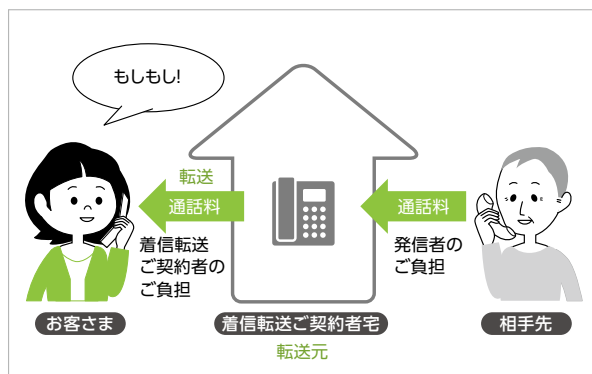 もしもし!
転送
通話料
着信転送
ご契約者の
ご負担
通話料
発信者の
ご負担
お客さま
着信転送ご契約者宅
相手先
転送元